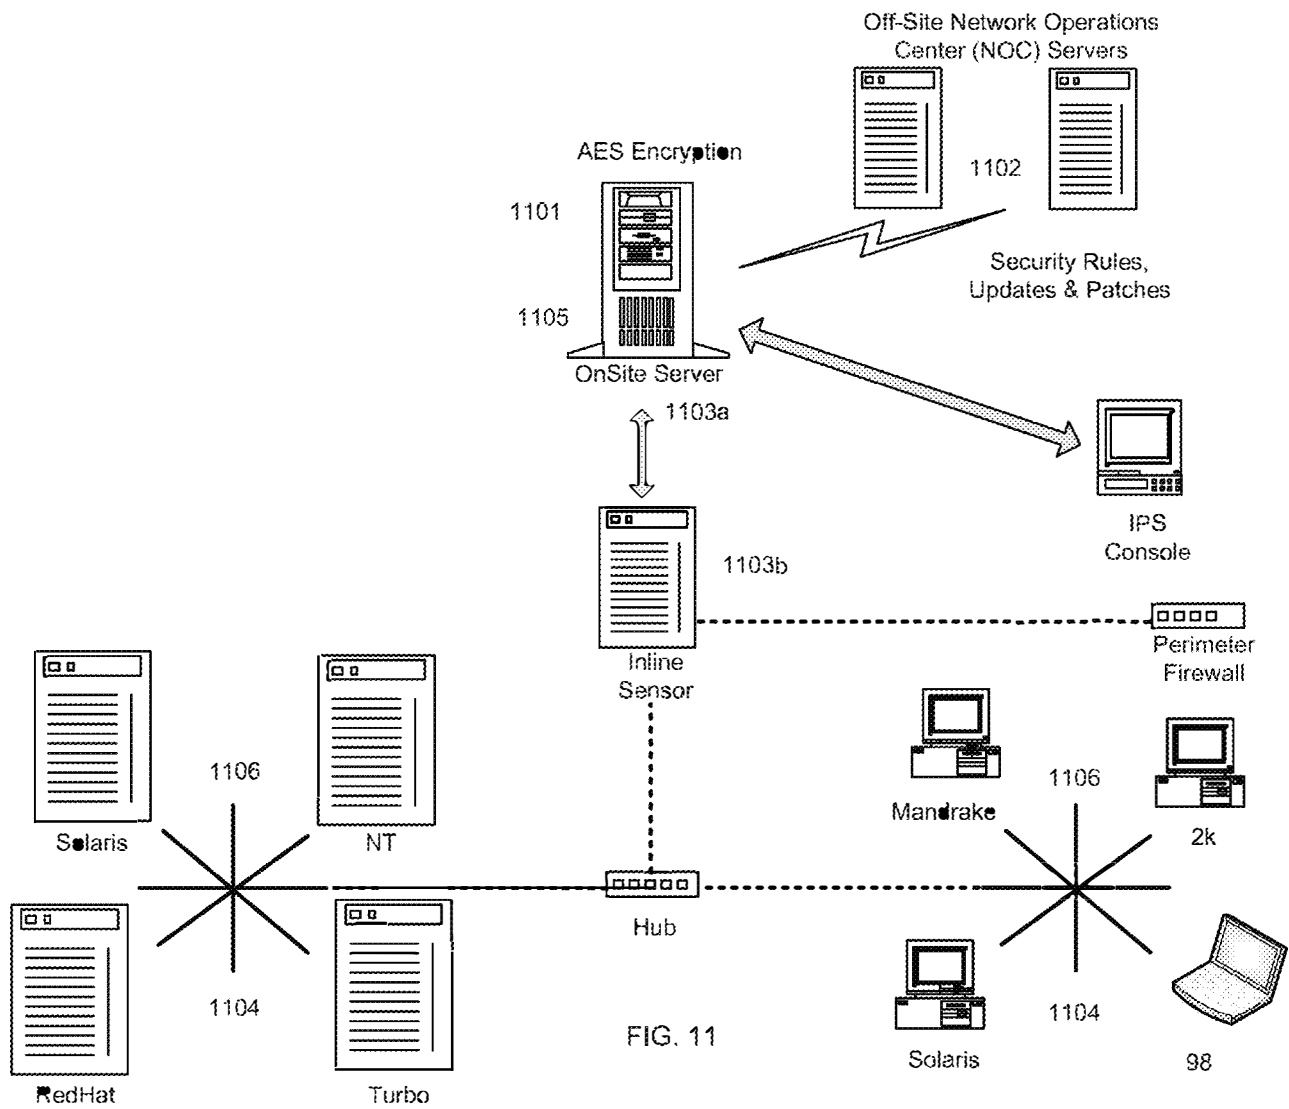 Off-Site Network Operations
Center (NOC) Servers
AES Encryption
1102
1101
Security Rules,
Updates & Patches
1105
OnSite Server
1103a
IPS
Console
1103b
Perimeter
Firewall
Inline
Sensor
1106
1106
Mandrake
2k
Solaris
NT
Hub
1104
1104
FIG. 11
Solaris
98
RedHat
Turbo